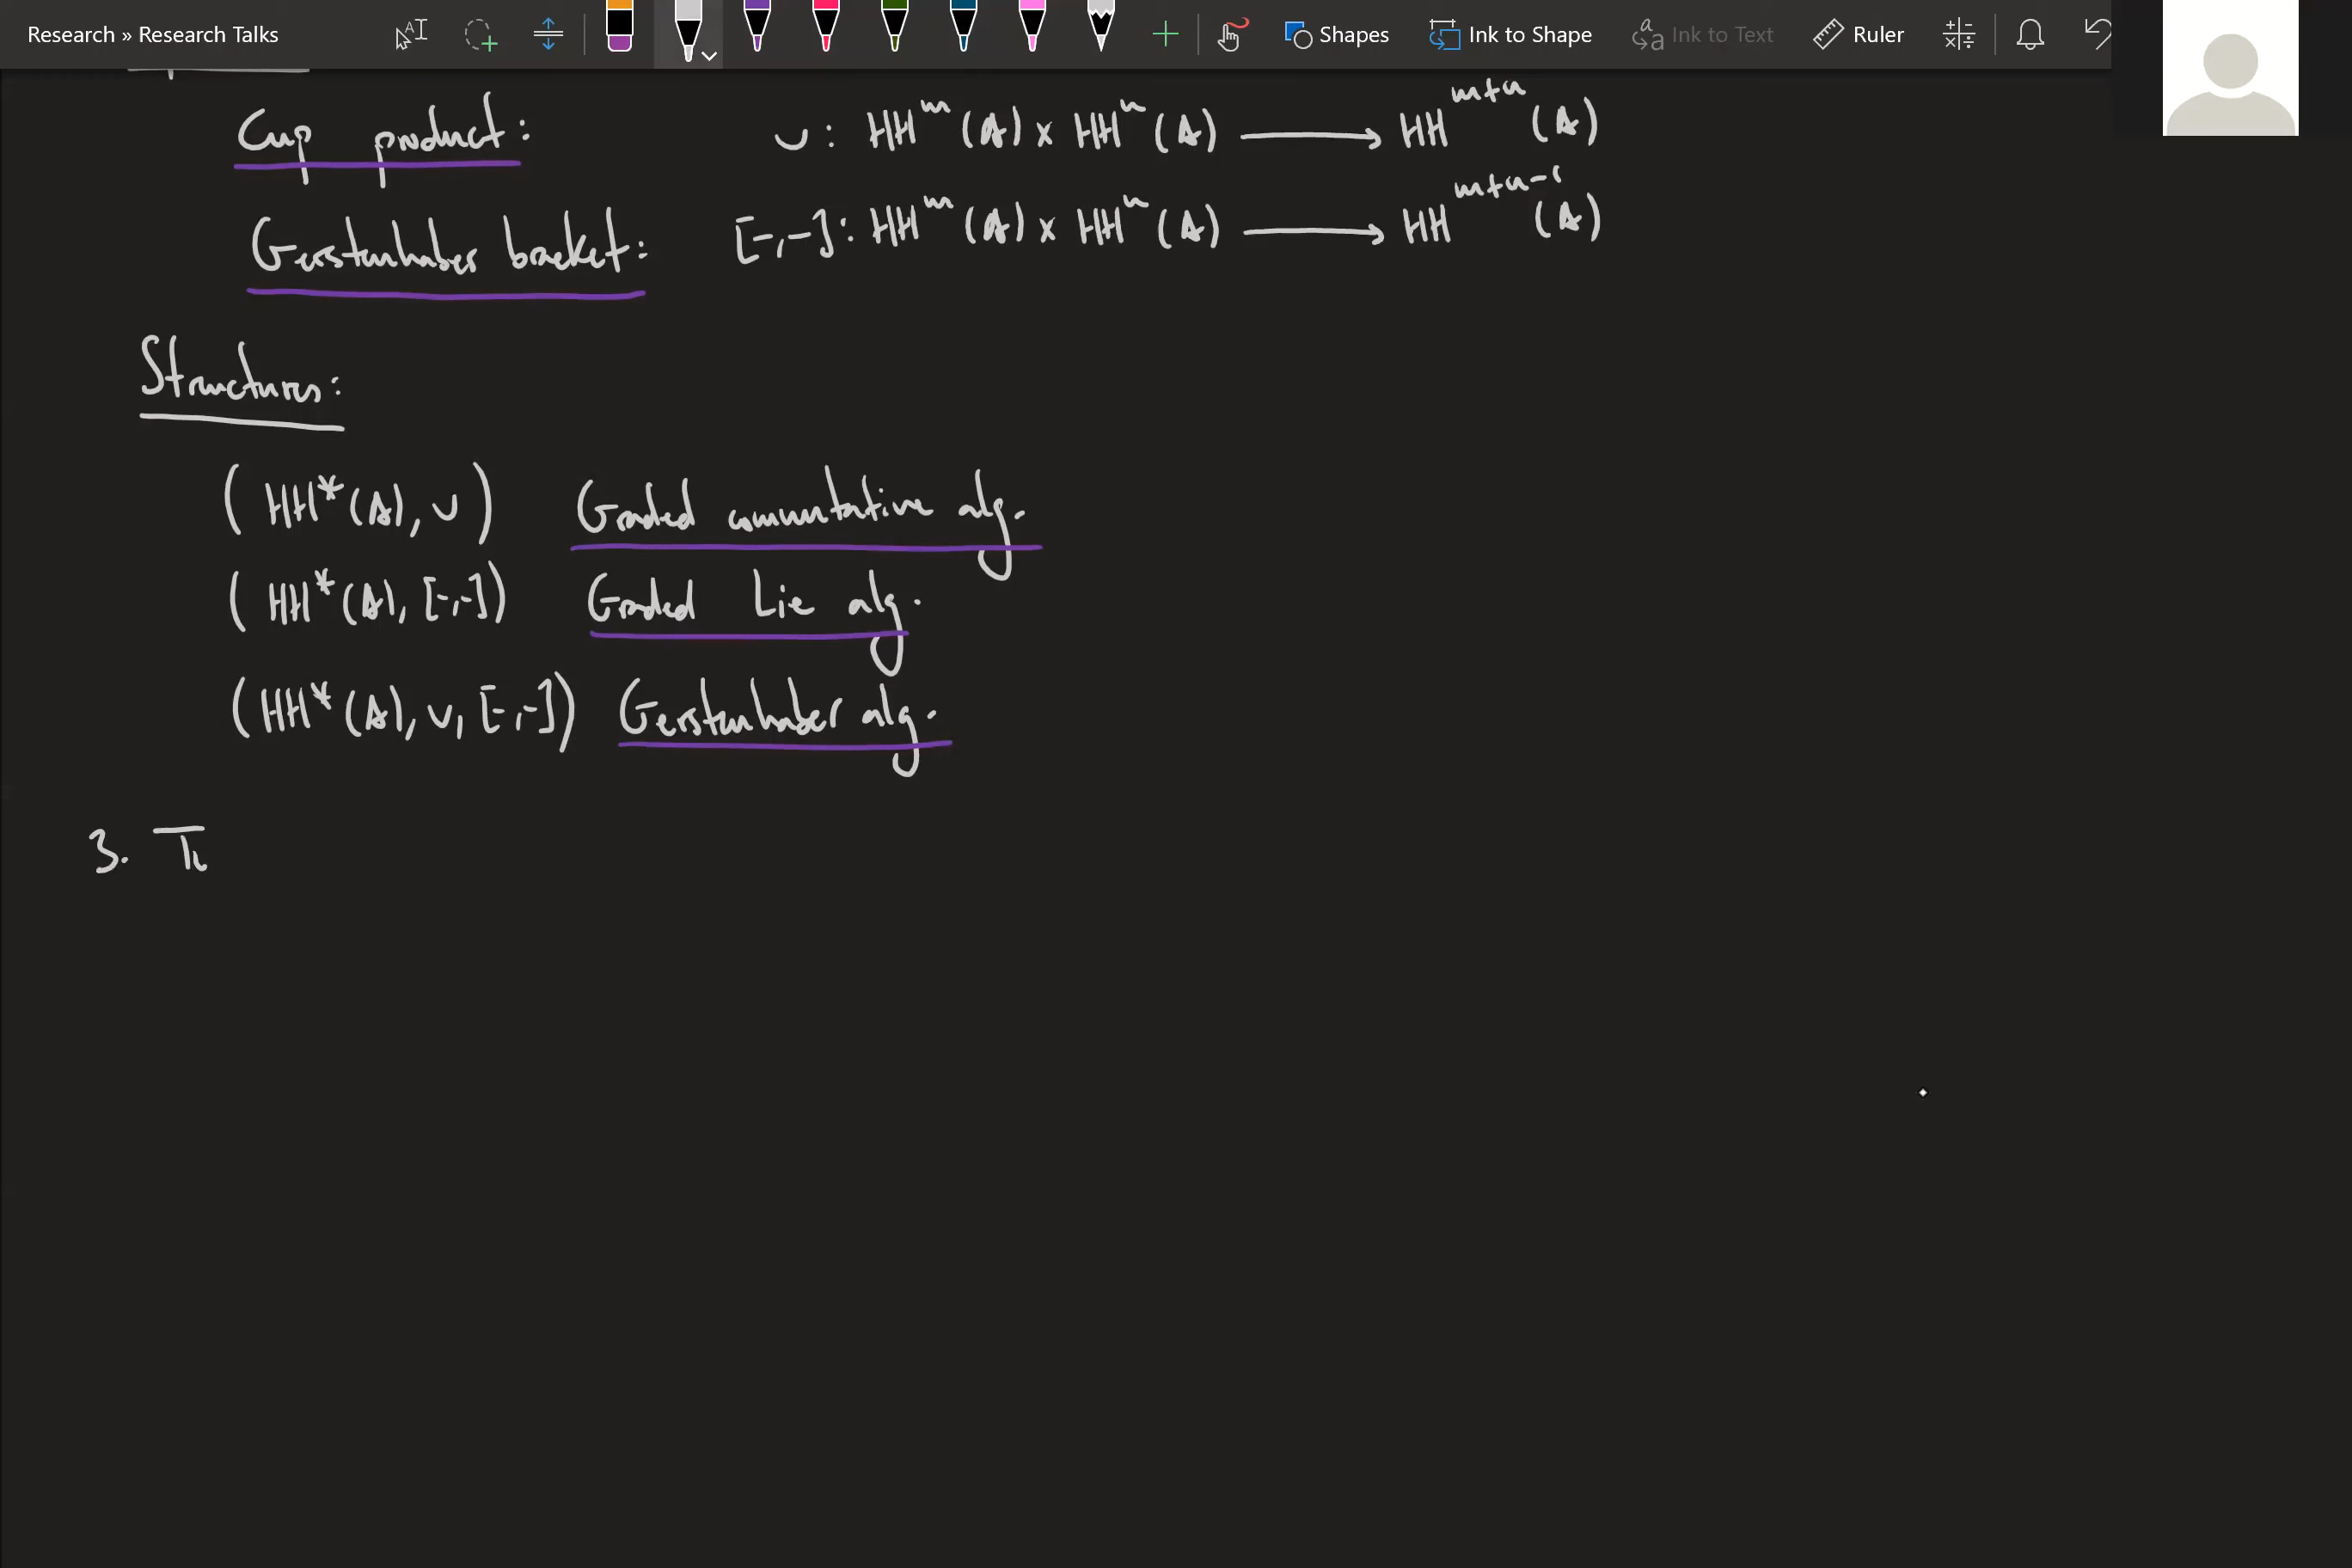 Research » Research Talks Shapes Ink to Shape Ink to Text Ruler
Cup product: ∪: HH^m(A) × HH^n(A) ⟶ HH^{m+n}(A)
Gerstenhaber bracket: [-,-]: HH^m(A) × HH^n(A) ⟶ HH^{m+n-1}(A)
Structures:
(HH*(A), ∪) Graded commutative alg.
(HH*(A), [-,-]) Graded Lie alg.
(HH*(A), ∪, [-,-]) Gerstenhaber alg.
3.